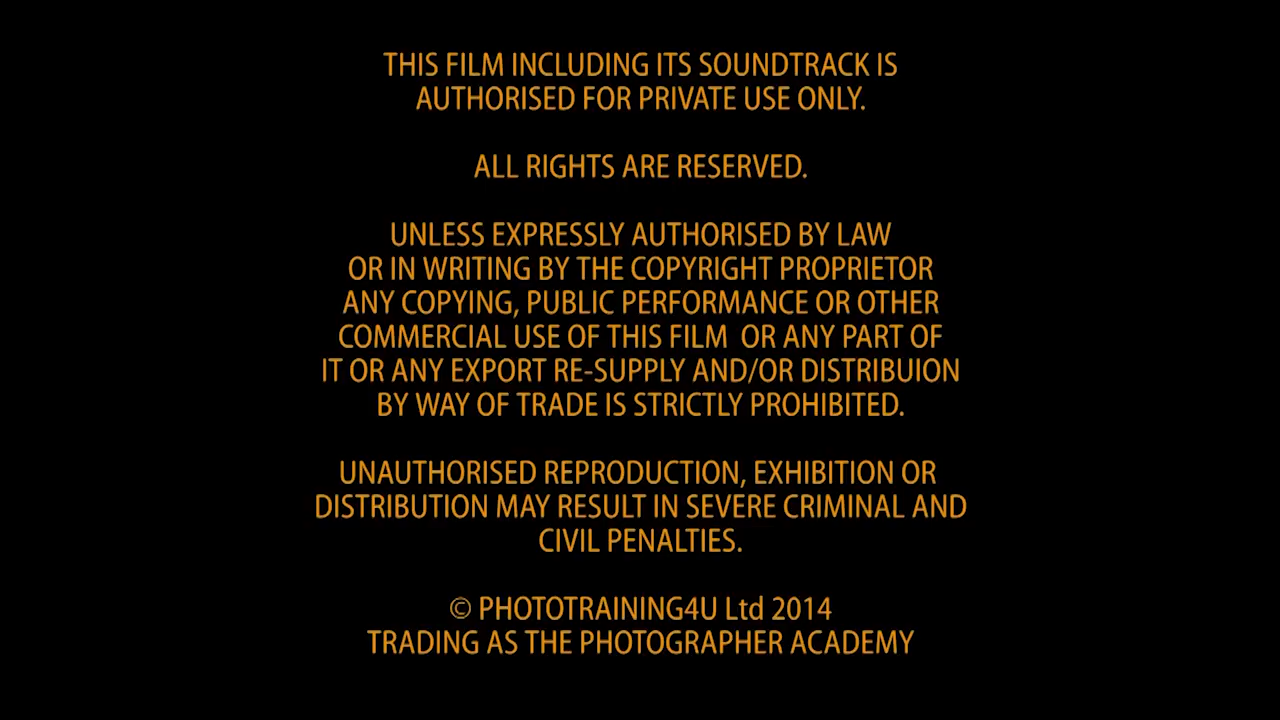 THIS FILM INCLUDING ITS SOUNDTRACK IS
AUTHORISED FOR PRIVATE USE ONLY.
ALL RIGHTS ARE RESERVED.
UNLESS EXPRESSLY AUTHORISED BY LAW
OR IN WRITING BY THE COPYRIGHT PROPRIETOR
ANY COPYING, PUBLIC PERFORMANCE OR OTHER
COMMERCIAL USE OF THIS FILM  OR ANY PART OF
IT OR ANY EXPORT RE-SUPPLY AND/OR DISTRIBUION
BY WAY OF TRADE IS STRICTLY PROHIBITED.
UNAUTHORISED REPRODUCTION, EXHIBITION OR
DISTRIBUTION MAY RESULT IN SEVERE CRIMINAL AND
CIVIL PENALTIES.
© PHOTOTRAINING4U Ltd 2014
TRADING AS THE PHOTOGRAPHER ACADEMY